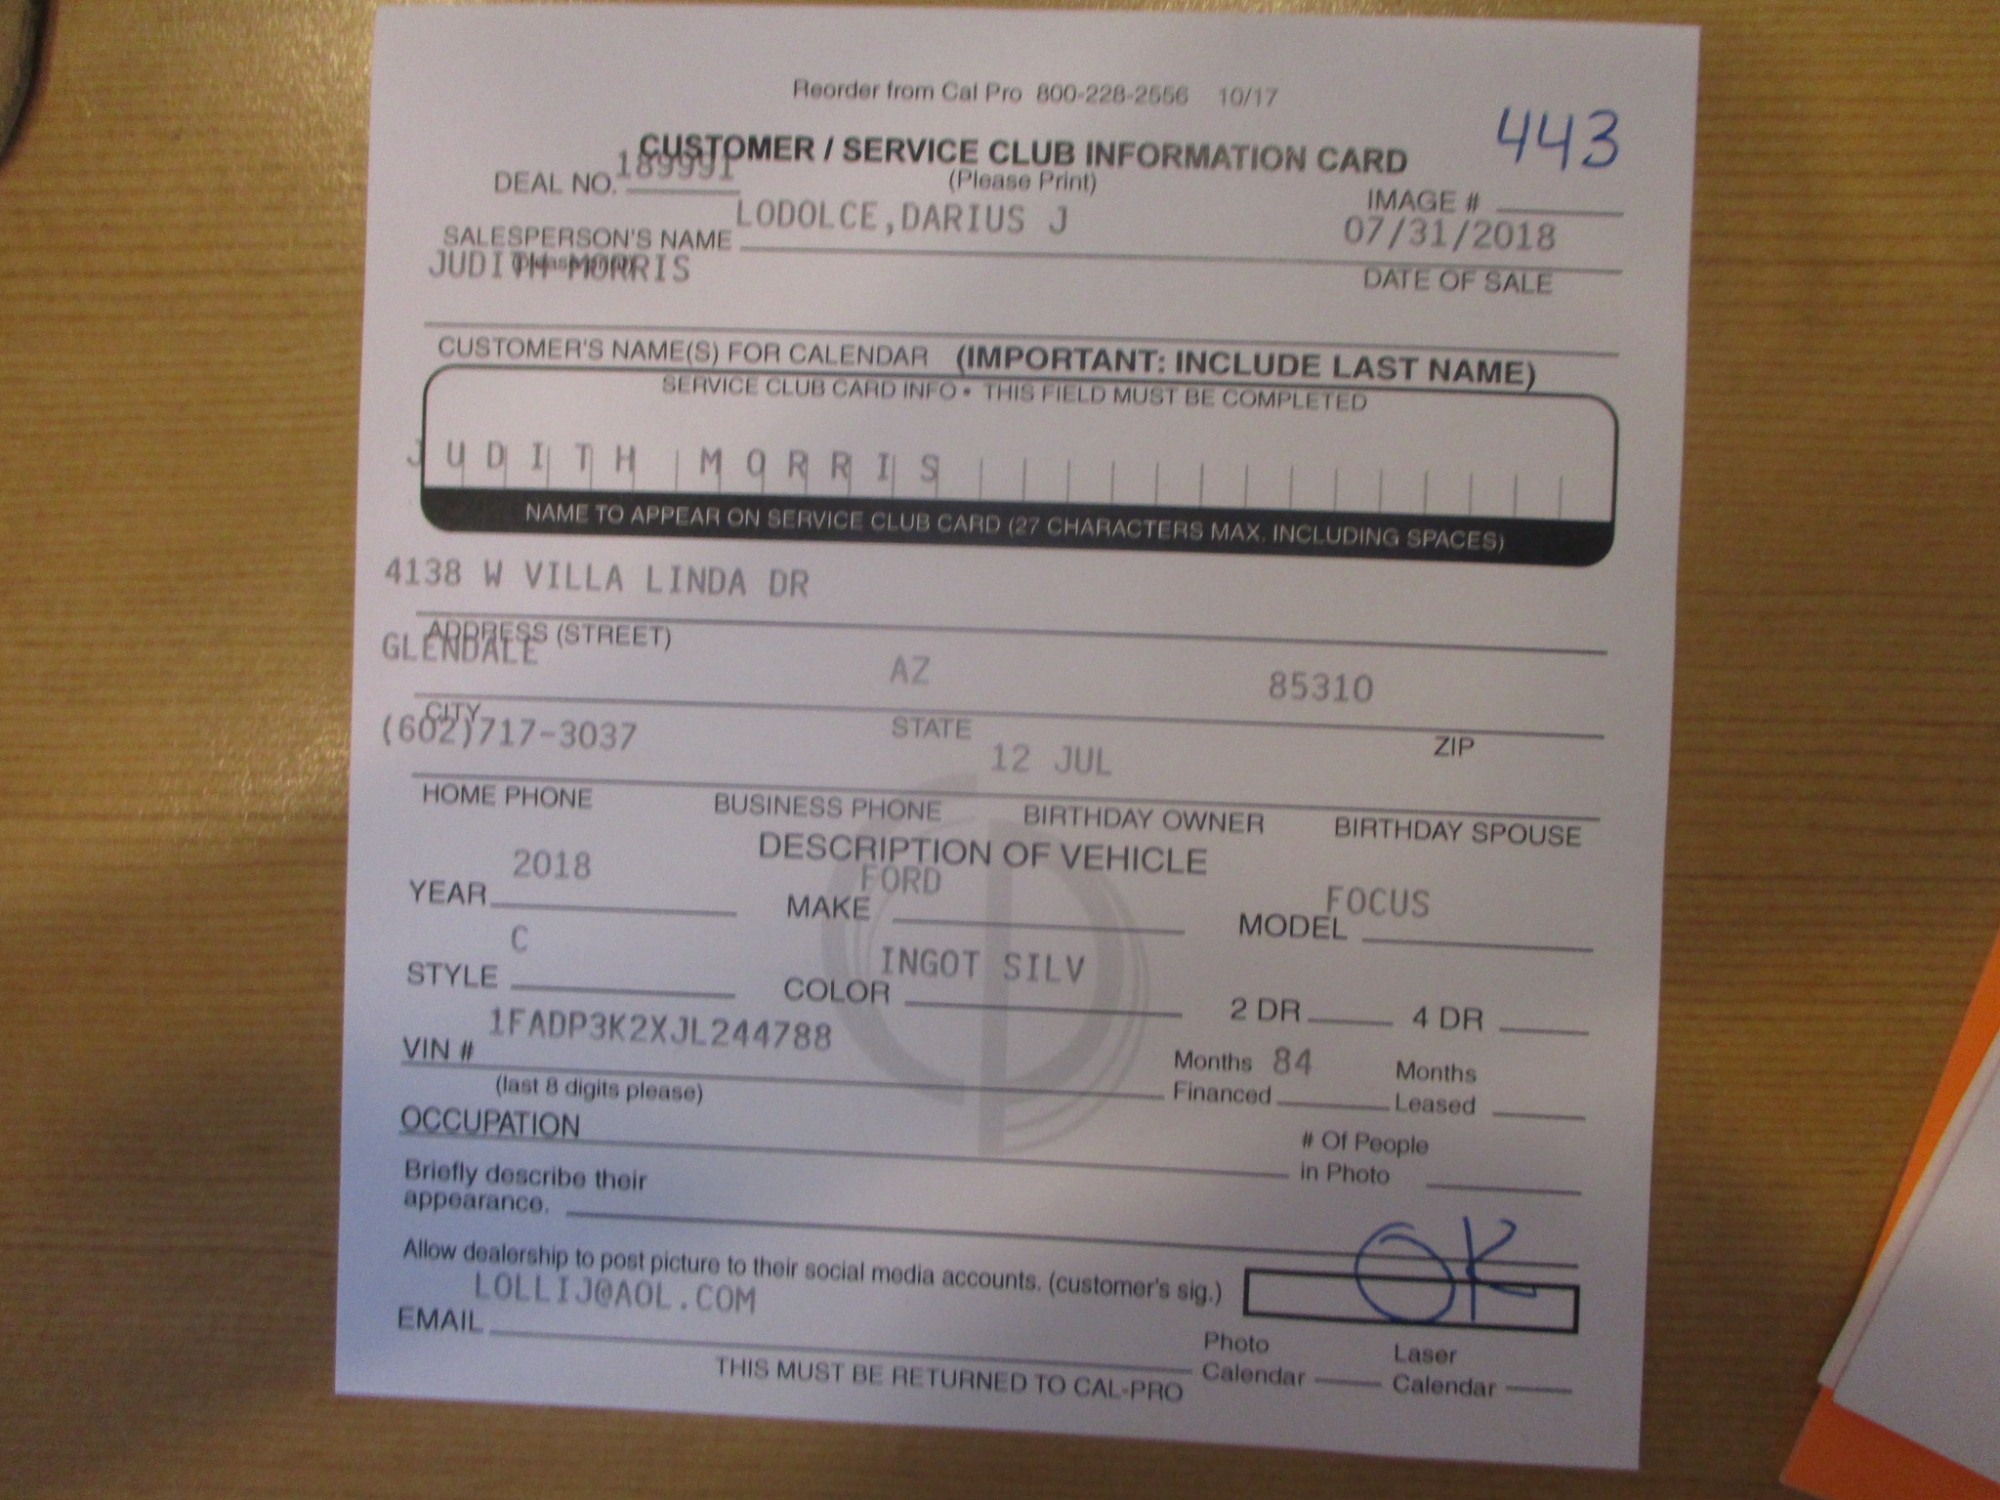 Reorder from Cal Pro 800-228-2556 10/17
443
CUSTOMER / SERVICE CLUB INFORMATION CARD
DEAL NO. 189991 (Please Print) IMAGE #
SALESPERSON'S NAME LODOLCE,DARIUS J 07/31/2018
JUDITH MORRIS DATE OF SALE
CUSTOMER'S NAME(S) FOR CALENDAR (IMPORTANT: INCLUDE LAST NAME)
SERVICE CLUB CARD INFO • THIS FIELD MUST BE COMPLETED
JUDITH MORRIS
NAME TO APPEAR ON SERVICE CLUB CARD (27 CHARACTERS MAX. INCLUDING SPACES)
4138 W VILLA LINDA DR
ADDRESS (STREET)
GLENDALE AZ 85310
CITY STATE ZIP
(602)717-3037 12 JUL
HOME PHONE BUSINESS PHONE BIRTHDAY OWNER BIRTHDAY SPOUSE
DESCRIPTION OF VEHICLE
YEAR 2018 MAKE FORD MODEL FOCUS
STYLE C COLOR INGOT SILV 2 DR 4 DR
VIN # 1FADP3K2XJL244788 Months Financed 84 Months Leased
(last 8 digits please)
OCCUPATION # Of People in Photo
Briefly describe their
appearance.
Allow dealership to post picture to their social media accounts. (customer's sig.) OK
EMAIL LOLLIJ@AOL.COM
Photo Calendar Laser Calendar
THIS MUST BE RETURNED TO CAL-PRO